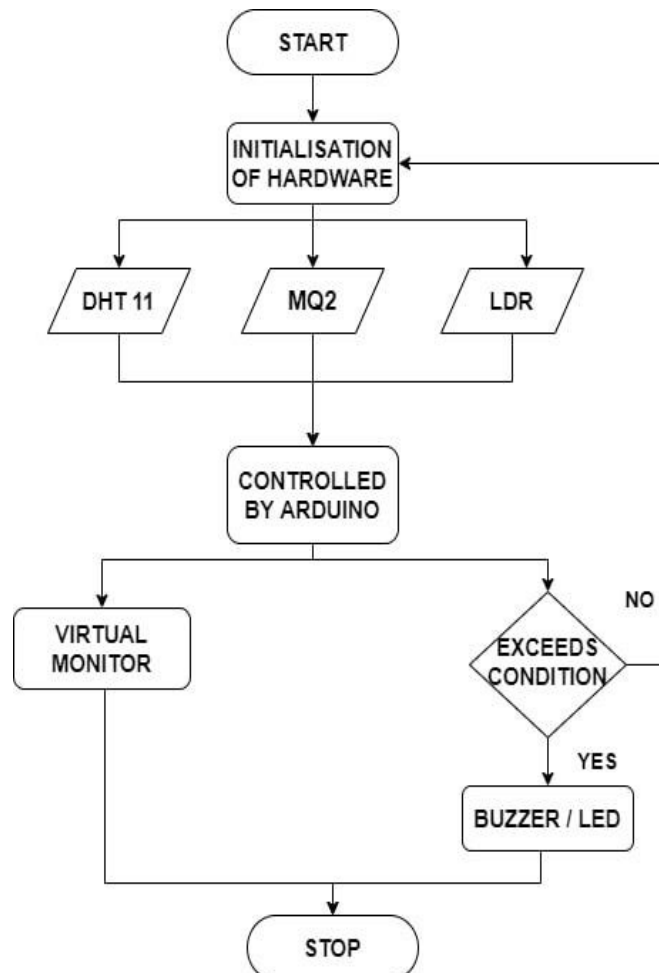 START
INITIALISATION
OF HARDWARE
DHT 11
MQ2
LDR
CONTROLLED
BY ARDUINO
VIRTUAL
MONITOR
NO
EXCEEDS
CONDITION
YES
BUZZER / LED
STOP